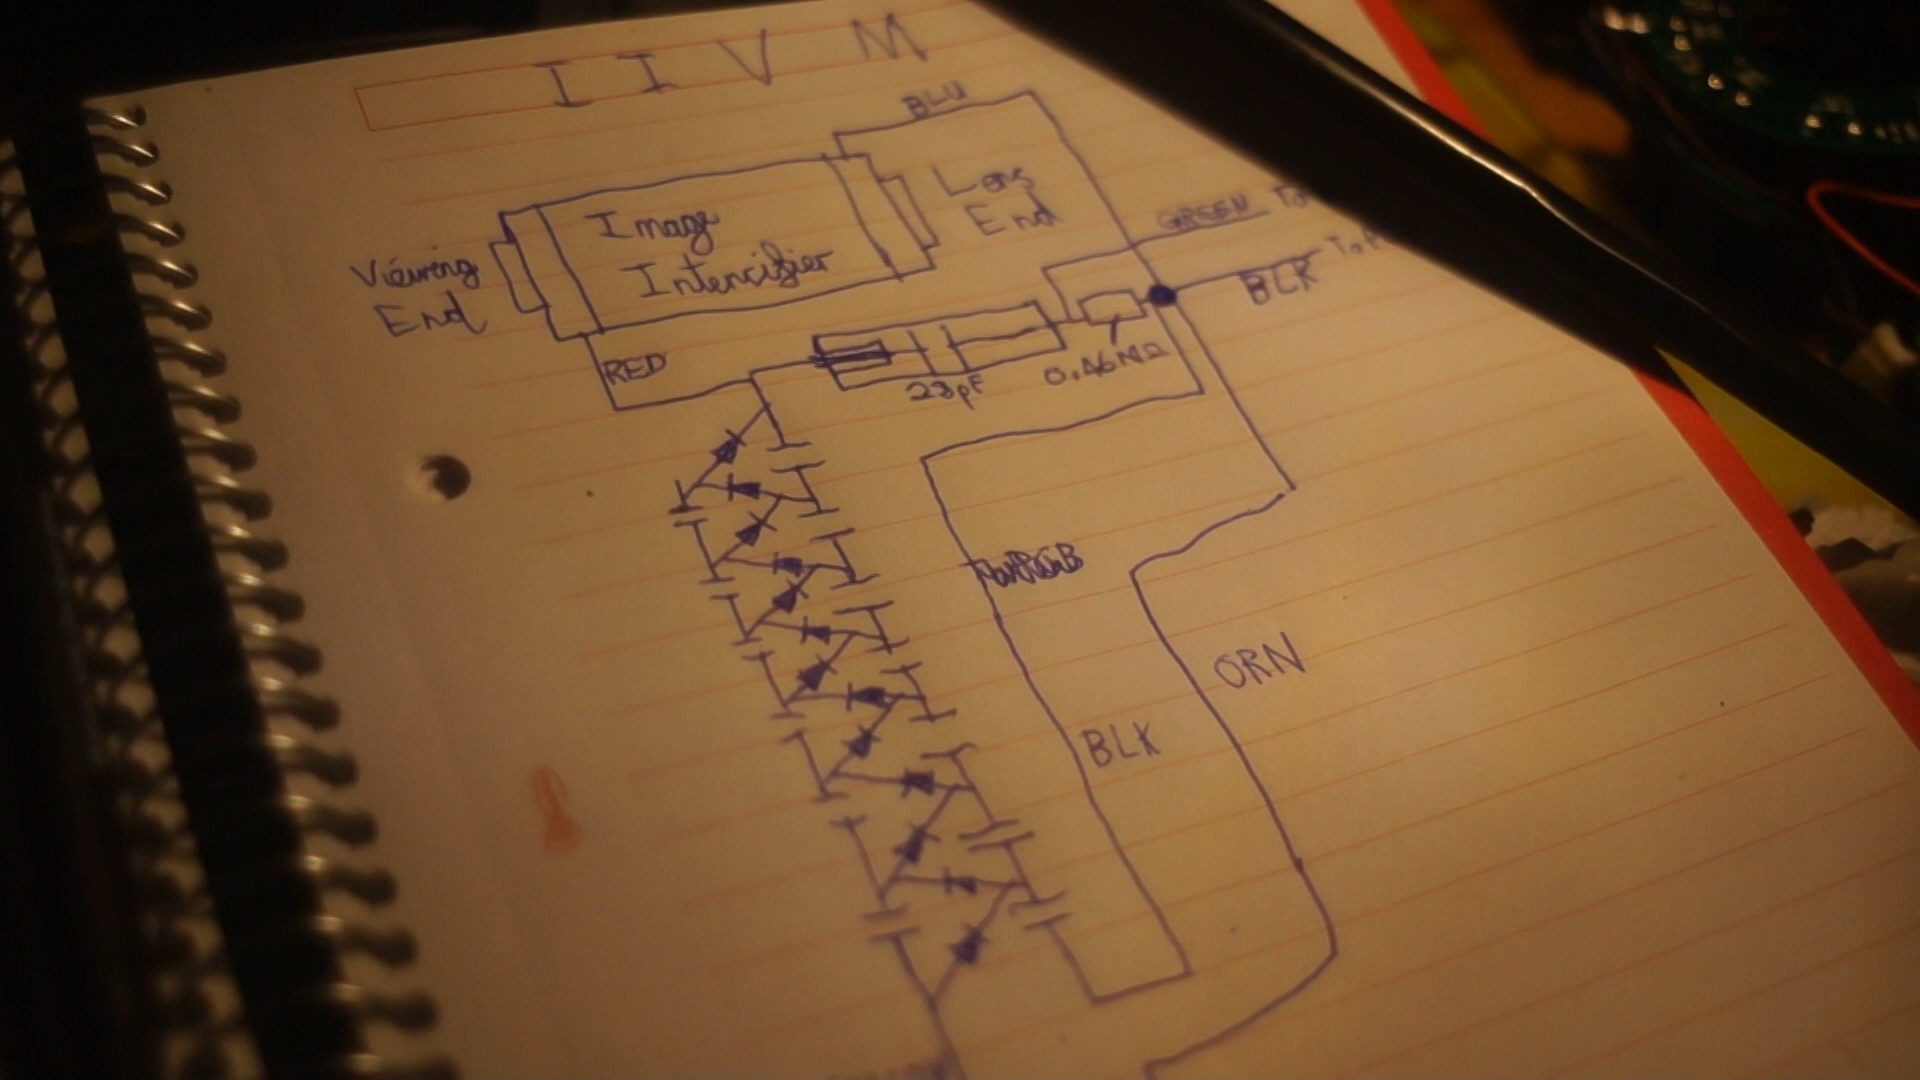 I I V M
BLU
Lens
End
Image
Intencifier
Viewing
End
GREEN To
BLK To
RED
23pF
0.46MΩ
ORN
BLK